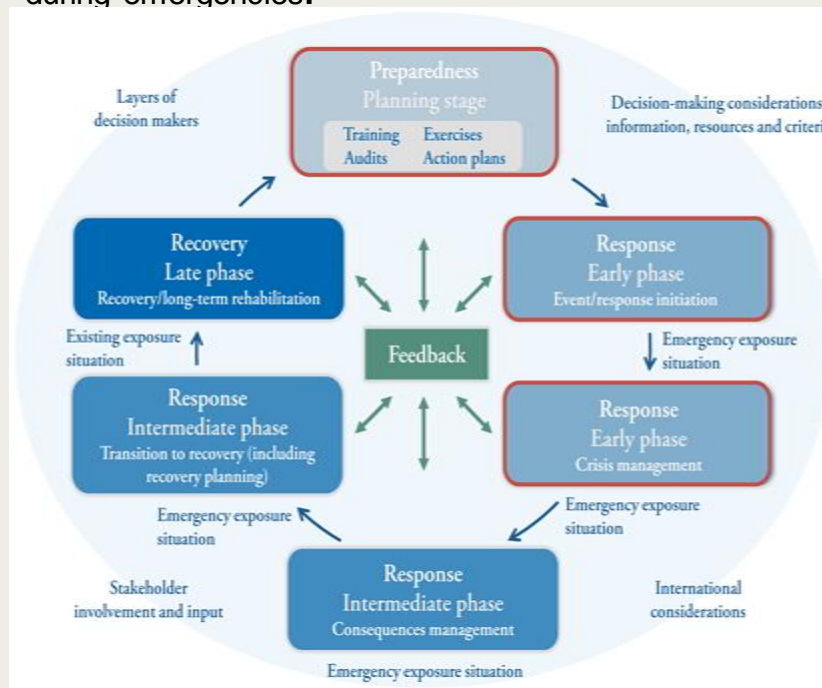 during emergencies.
Preparedness
Planning stage
Training Exercises
Audits Action plans
Layers of
decision makers
Decision-making considerations
information, resources and criteri
Recovery
Late phase
Recovery/long-term rehabilitation
Response
Early phase
Event/response initiation
Existing exposure
situation
Feedback
Emergency exposure
situation
Response
Intermediate phase
Transition to recovery (including
recovery planning)
Response
Early phase
Crisis management
Emergency exposure
situation
Emergency exposure
situation
Response
Intermediate phase
Consequences management
Stakeholder
involvement and input
International
considerations
Emergency exposure situation